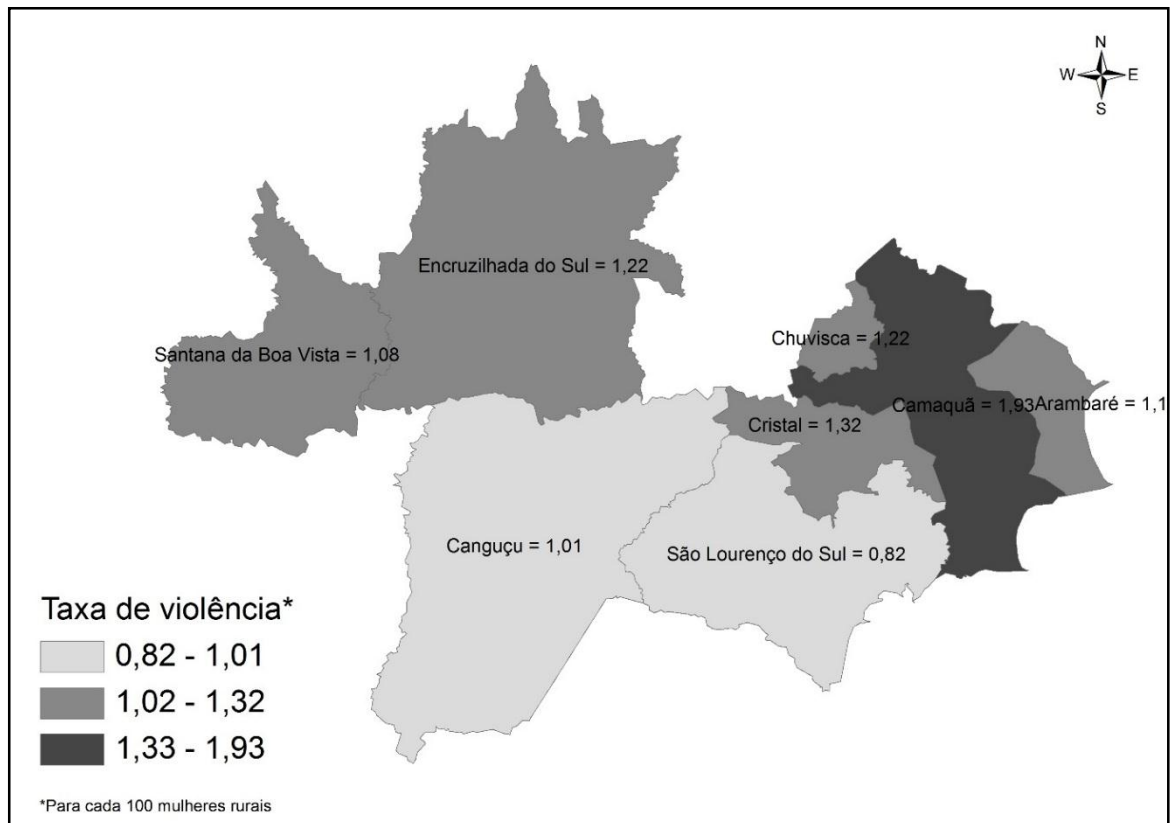 N
W E
S
Encruzilhada do Sul = 1,22
Chuvisca = 1,22
Santana da Boa Vista = 1,08
Camaquã = 1,93
Arambaré = 1,1
Cristal = 1,32
Canguçu = 1,01
São Lourenço do Sul = 0,82
Taxa de violência*
0,82 - 1,01
1,02 - 1,32
1,33 - 1,93
*Para cada 100 mulheres rurais